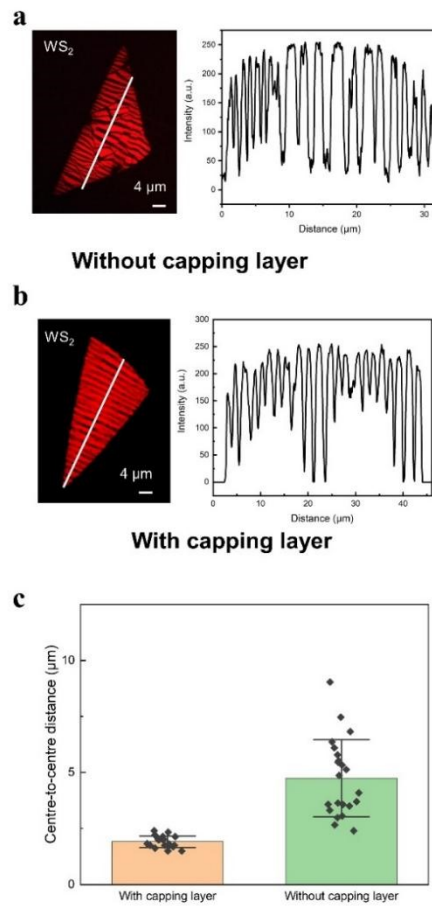 a
WS2
4 µm
Intensity (a.u.)
250
200
150
100
50
0
0 10 20 30
Distance (µm)
Without capping layer
b
WS2
4 µm
Intensity (a.u.)
300
250
200
150
100
50
0
0 10 20 30 40
Distance (µm)
With capping layer
c
Centre-to-centre distance (µm)
10
5
0
With capping layer Without capping layer